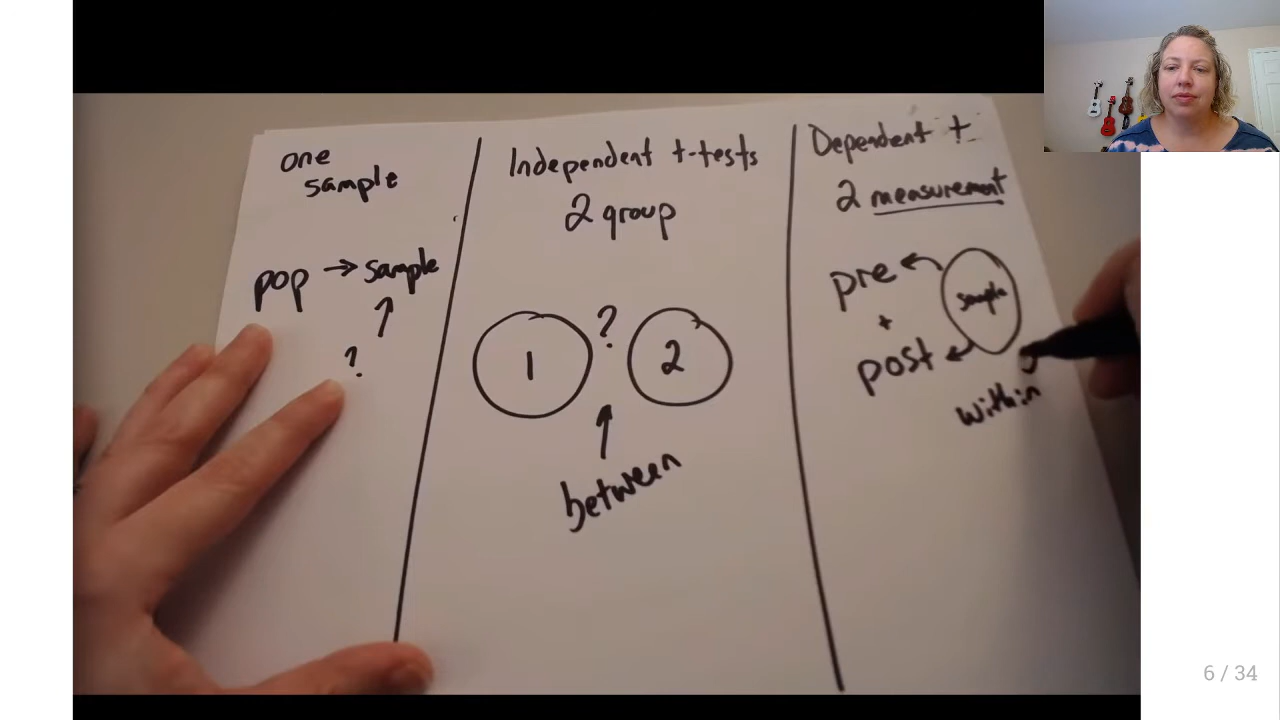 one
sample
pop → sample
↑
?
Independent t-tests
2 group
1 ? 2
↑
between
Dependent t
2 measurement
pre
+
post
sample
within
6 / 34